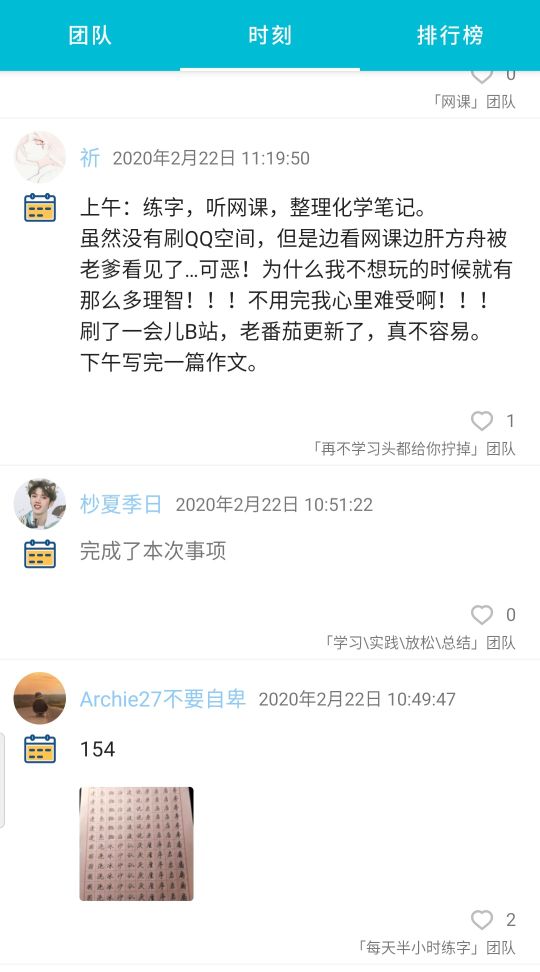 团队 时刻 排行榜
0
「网课」团队
祈 2020年2月22日 11:19:50
上午：练字，听网课，整理化学笔记。
虽然没有刷QQ空间，但是边看网课边肝方舟被
老爹看见了...可恶！为什么我不想玩的时候就有
那么多理智！！！不用完我心里难受啊！！！
刷了一会儿B站，老番茄更新了，真不容易。
下午写完一篇作文。
1
「再不学习头都给你拧掉」团队
杪夏季日 2020年2月22日 10:51:22
完成了本次事项
0
「学习\实践\放松\总结」团队
Archie27不要自卑 2020年2月22日 10:49:47
154
2
「每天半小时练字」团队